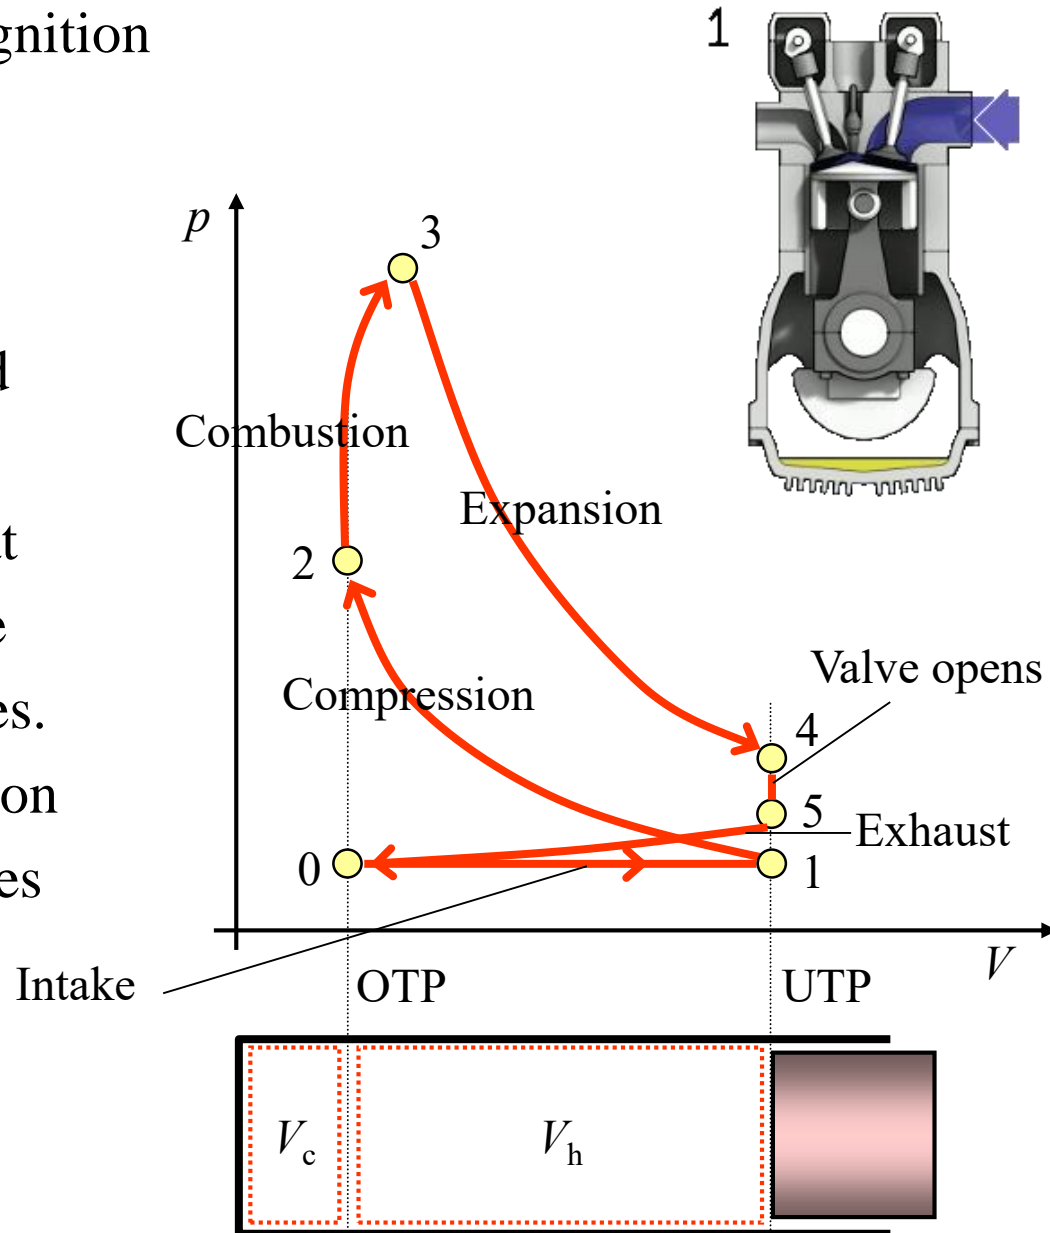 gnition
1
p
3
d
Combustion
Expansion
t
2
e
Valve opens
Compression
es.
4
on
5
Exhaust
0
1
es
V
Intake
OTP
UTP
Vc
Vh